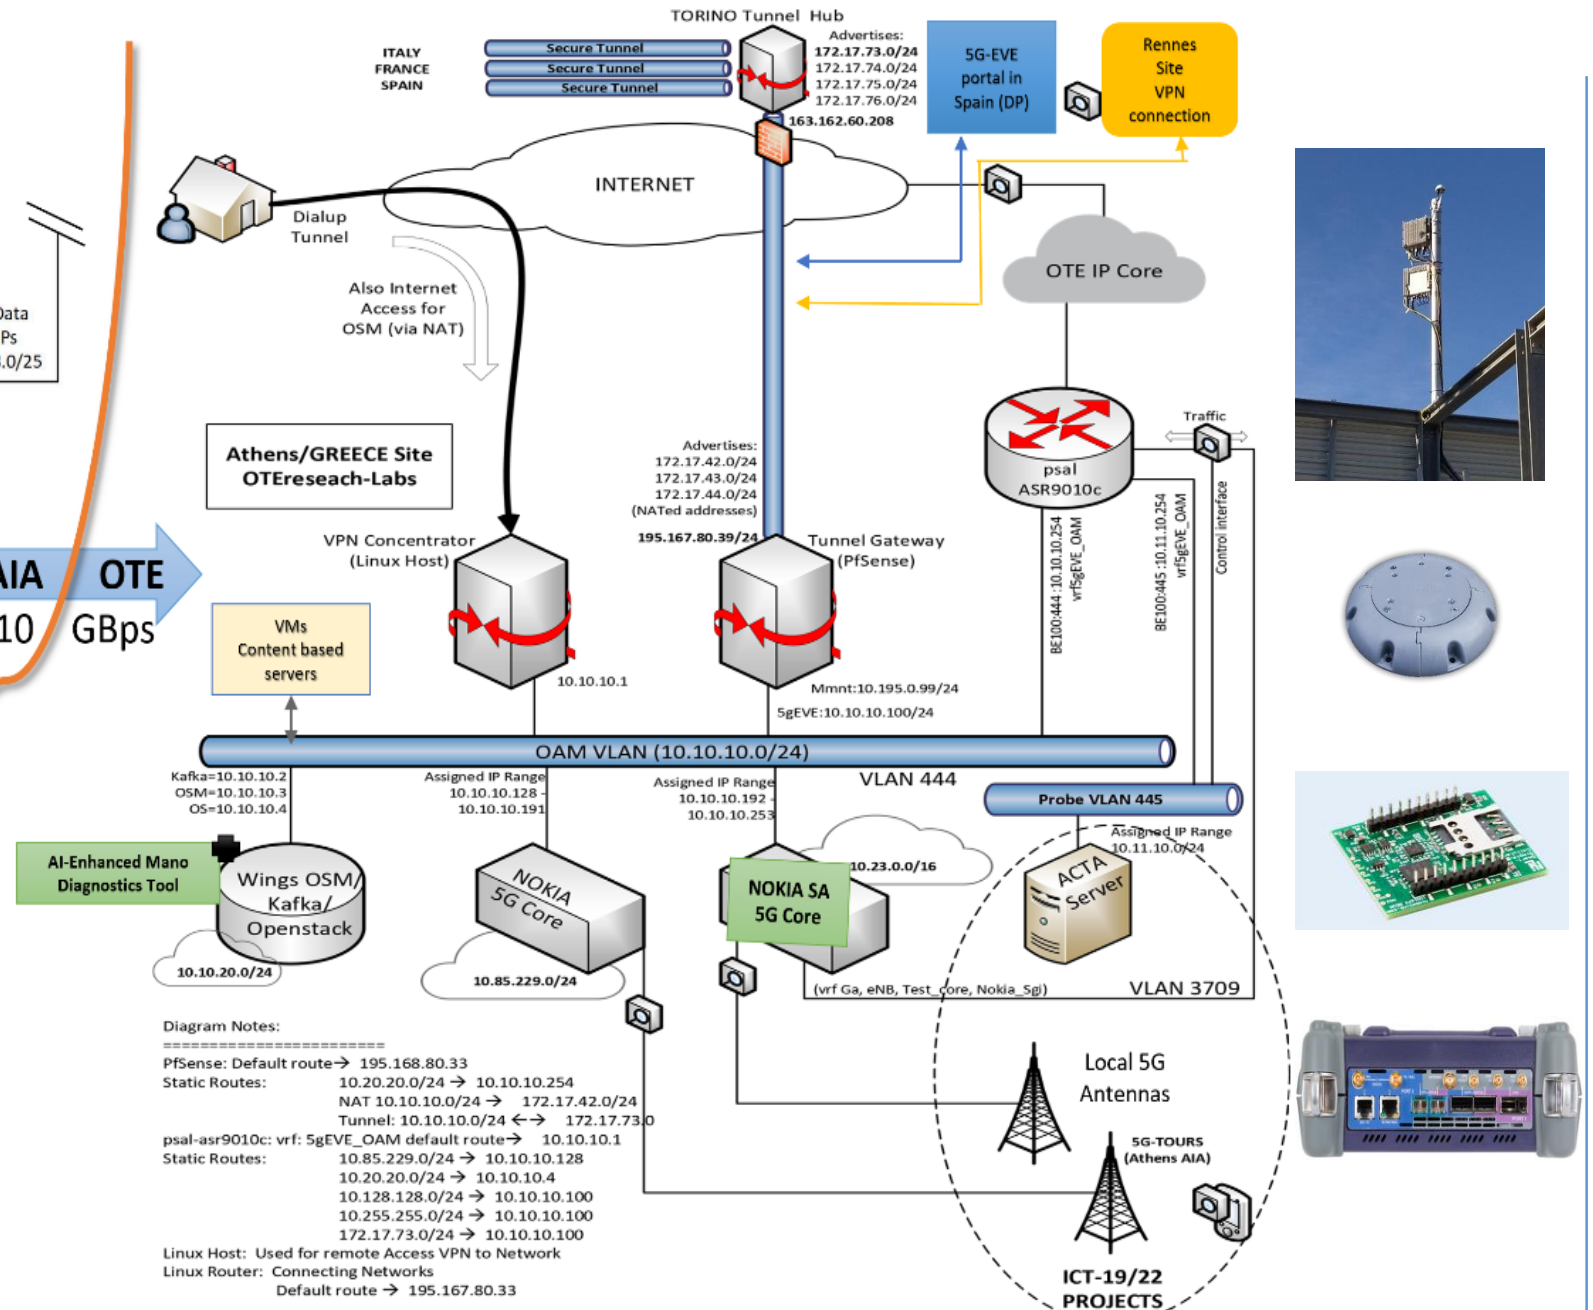 TORINO Tunnel Hub
ITALY
FRANCE
SPAIN
Secure Tunnel
Secure Tunnel
Secure Tunnel
Advertises:
172.17.73.0/24
172.17.74.0/24
172.17.75.0/24
172.17.76.0/24
163.162.60.208
5G-EVE
portal in
Spain (DP)
Rennes
Site
VPN
connection
INTERNET
Dialup
Tunnel
Also Internet
Access for
OSM (via NAT)
OTE IP Core
Data
Ps
.0/25
Athens/GREECE Site
OTEreseach-Labs
Advertises:
172.17.42.0/24
172.17.43.0/24
172.17.44.0/24
(NATed addresses)
195.167.80.39/24
psal
ASR9010c
Traffic
BE100:444 :10.10.10.254
vrf5gEVE_OAM
BE100:445 :10.11.10.254
vrf5gEVE_OAM
Control interface
AIA OTE
10 GBps
VPN Concentrator
(Linux Host)
Tunnel Gateway
(PfSense)
VMs
Content based
servers
10.10.10.1
Mmnt:10.195.0.99/24
5gEVE:10.10.10.100/24
OAM VLAN (10.10.10.0/24)
VLAN 444
Kafka=10.10.10.2
OSM=10.10.10.3
OS=10.10.10.4
Assigned IP Range
10.10.10.128 -
10.10.10.191
Assigned IP Range
10.10.10.192 -
10.10.10.253
Probe VLAN 445
Assigned IP Range
10.11.10.0/24
AI-Enhanced Mano
Diagnostics Tool
Wings OSM/
Kafka/
Openstack
10.10.20.0/24
NOKIA
5G Core
10.85.229.0/24
NOKIA SA
5G Core
10.23.0.0/16
ACTA
Server
(vrf Ga, eNB, Test_core, Nokia_Sgi)
VLAN 3709
Diagram Notes:
========================
PfSense: Default route→ 195.168.80.33
Static Routes: 10.20.20.0/24 → 10.10.10.254
NAT 10.10.10.0/24→ 172.17.42.0/24
Tunnel: 10.10.10.0/24 ←→ 172.17.73.0
psal-asr9010c: vrf: 5gEVE_OAM default route→ 10.10.10.1
Static Routes: 10.85.229.0/24 → 10.10.10.128
10.20.20.0/24 → 10.10.10.4
10.128.128.0/24 → 10.10.10.100
10.255.255.0/24 → 10.10.10.100
172.17.73.0/24 → 10.10.10.100
Linux Host: Used for remote Access VPN to Network
Linux Router: Connecting Networks
Default route → 195.167.80.33
Local 5G
Antennas
5G-TOURS
(Athens AIA)
ICT-19/22
PROJECTS